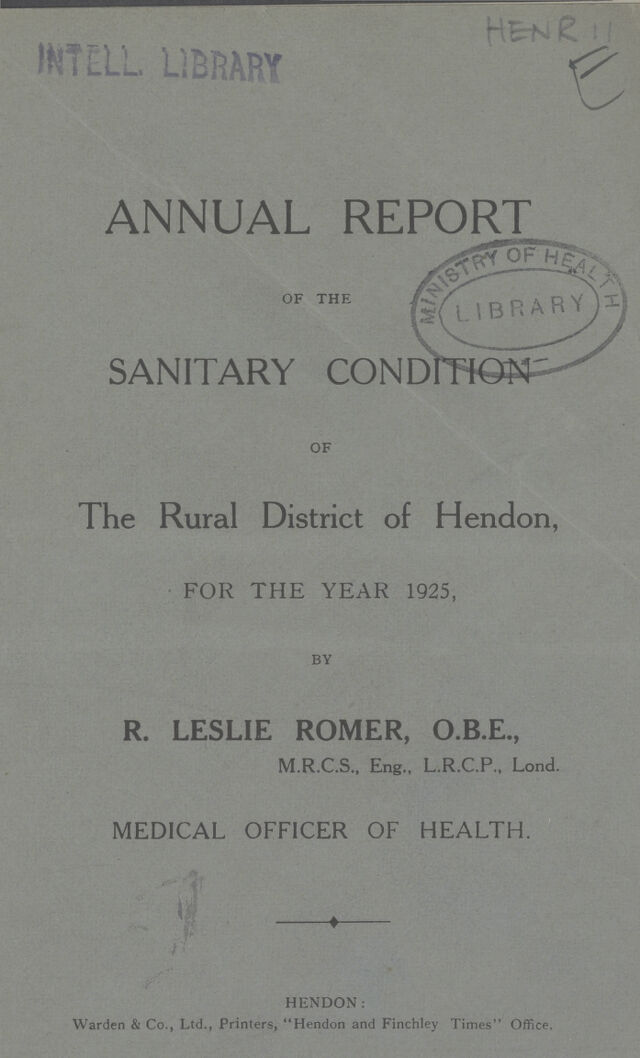 HENR 11
INTELL. LIBRARY
E
ANNUAL REPORT
OF THE
MINISTRY OF HEALTH
LIBRARY
SANITARY CONDITION
OF
The Rural District of Hendon,
FOR THE YEAR 1925,
BY
R. LESLIE ROMER, O.B.E.,
M.R.C.S., Eng., L.R.C.P., Lond.
MEDICAL OFFICER OF HEALTH.
HENDON:
Warden & Co., Ltd., Printers, "Hendon and Finchley Times" Office.